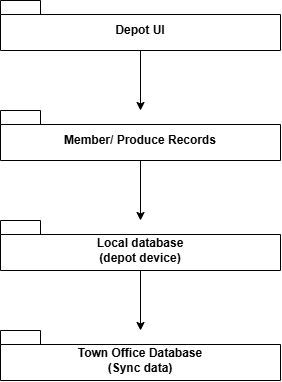 Depot UI
Member/ Produce Records
Local database
(depot device)
Town Office Database
(Sync data)